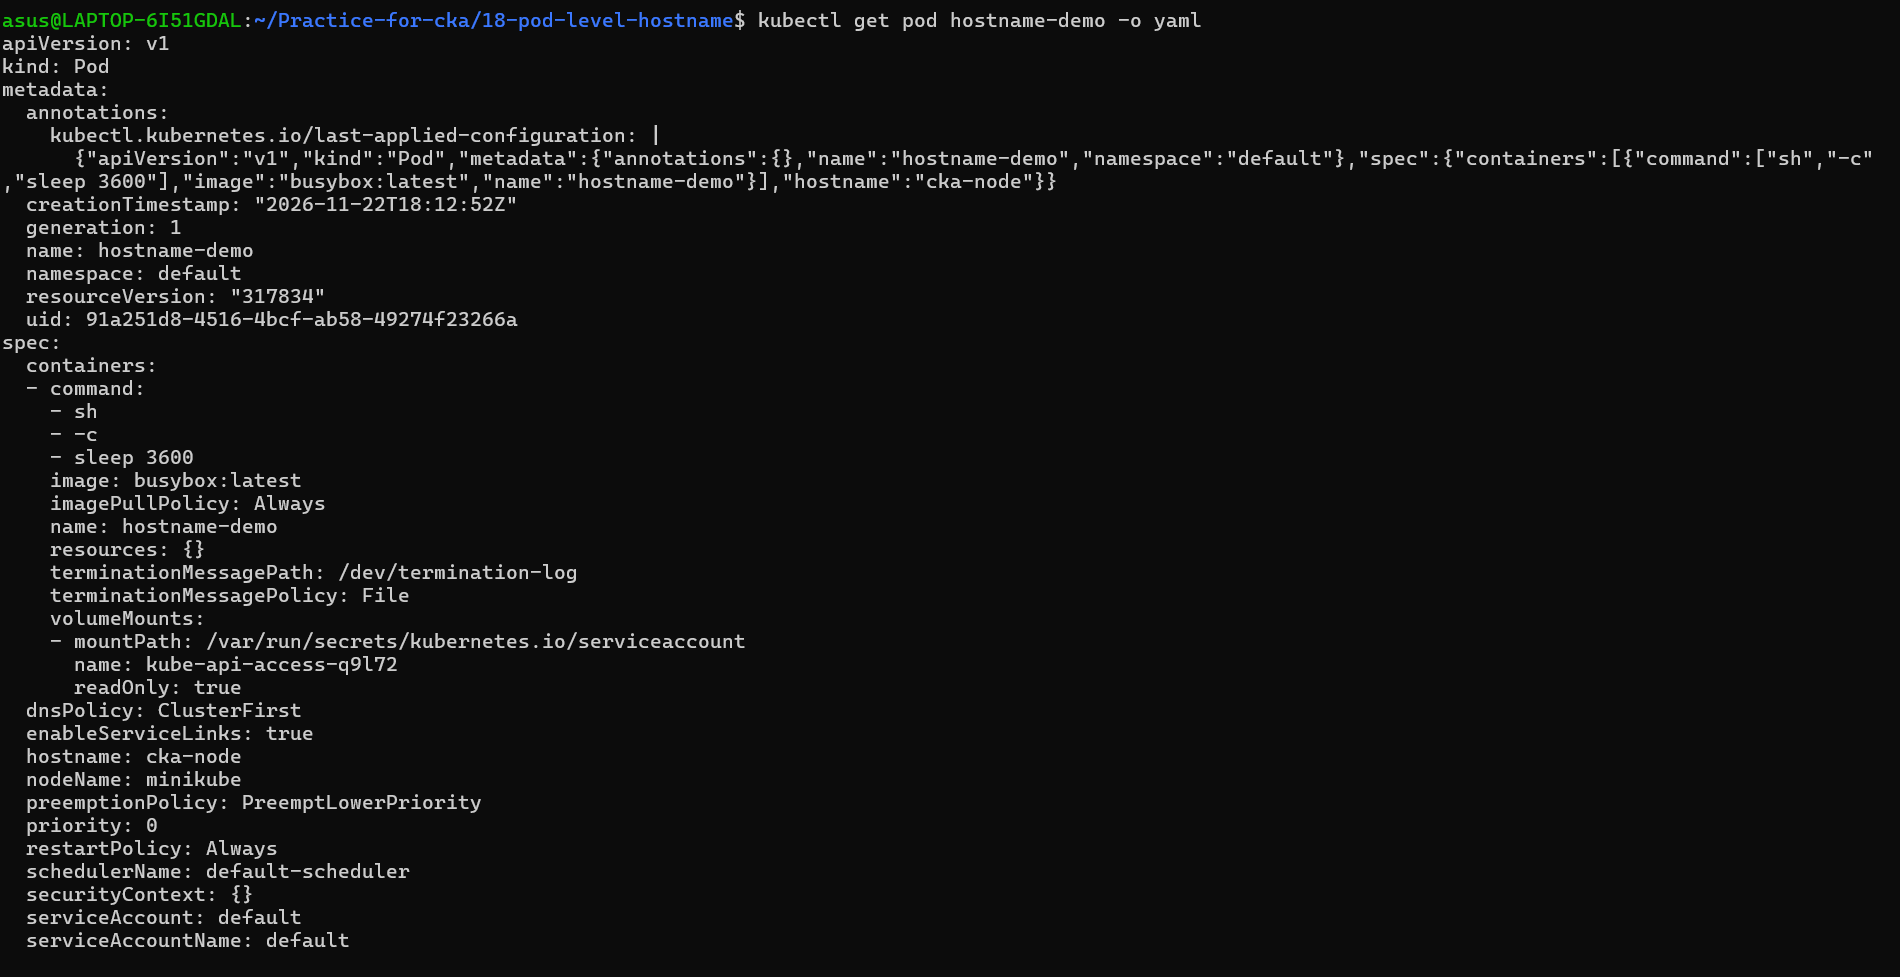 asus@LAPTOP-6I51GDAL:~/Practice-for-cka/18-pod-level-hostname$ kubectl get pod hostname-demo -o yaml
apiVersion: v1
kind: Pod
metadata:
  annotations:
    kubectl.kubernetes.io/last-applied-configuration: |
      {"apiVersion":"v1","kind":"Pod","metadata":{"annotations":{},"name":"hostname-demo","namespace":"default"},"spec":{"containers":[{"command":["sh","-c"
,"sleep 3600"],"image":"busybox:latest","name":"hostname-demo"}],"hostname":"cka-node"}}
  creationTimestamp: "2026-11-22T18:12:52Z"
  generation: 1
  name: hostname-demo
  namespace: default
  resourceVersion: "317834"
  uid: 91a251d8-4516-4bcf-ab58-49274f23266a
spec:
  containers:
  - command:
    - sh
    - -c
    - sleep 3600
    image: busybox:latest
    imagePullPolicy: Always
    name: hostname-demo
    resources: {}
    terminationMessagePath: /dev/termination-log
    terminationMessagePolicy: File
    volumeMounts:
    - mountPath: /var/run/secrets/kubernetes.io/serviceaccount
      name: kube-api-access-q9l72
      readOnly: true
  dnsPolicy: ClusterFirst
  enableServiceLinks: true
  hostname: cka-node
  nodeName: minikube
  preemptionPolicy: PreemptLowerPriority
  priority: 0
  restartPolicy: Always
  schedulerName: default-scheduler
  securityContext: {}
  serviceAccount: default
  serviceAccountName: default